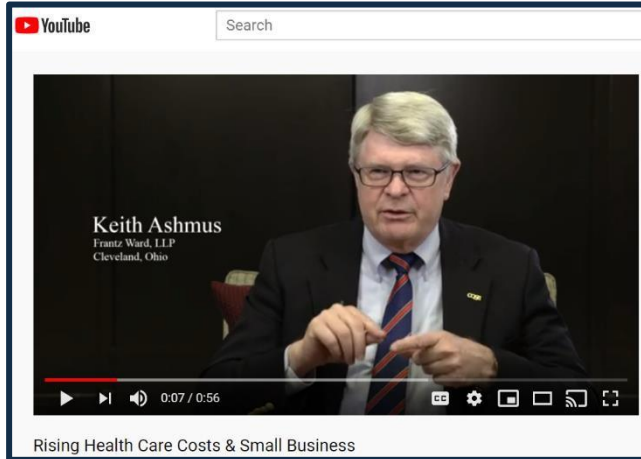 YouTube
Search
Keith Ashmus
Frantz Ward, LLP
Cleveland, Ohio
0:07 / 0:56
CC
Rising Health Care Costs & Small Business